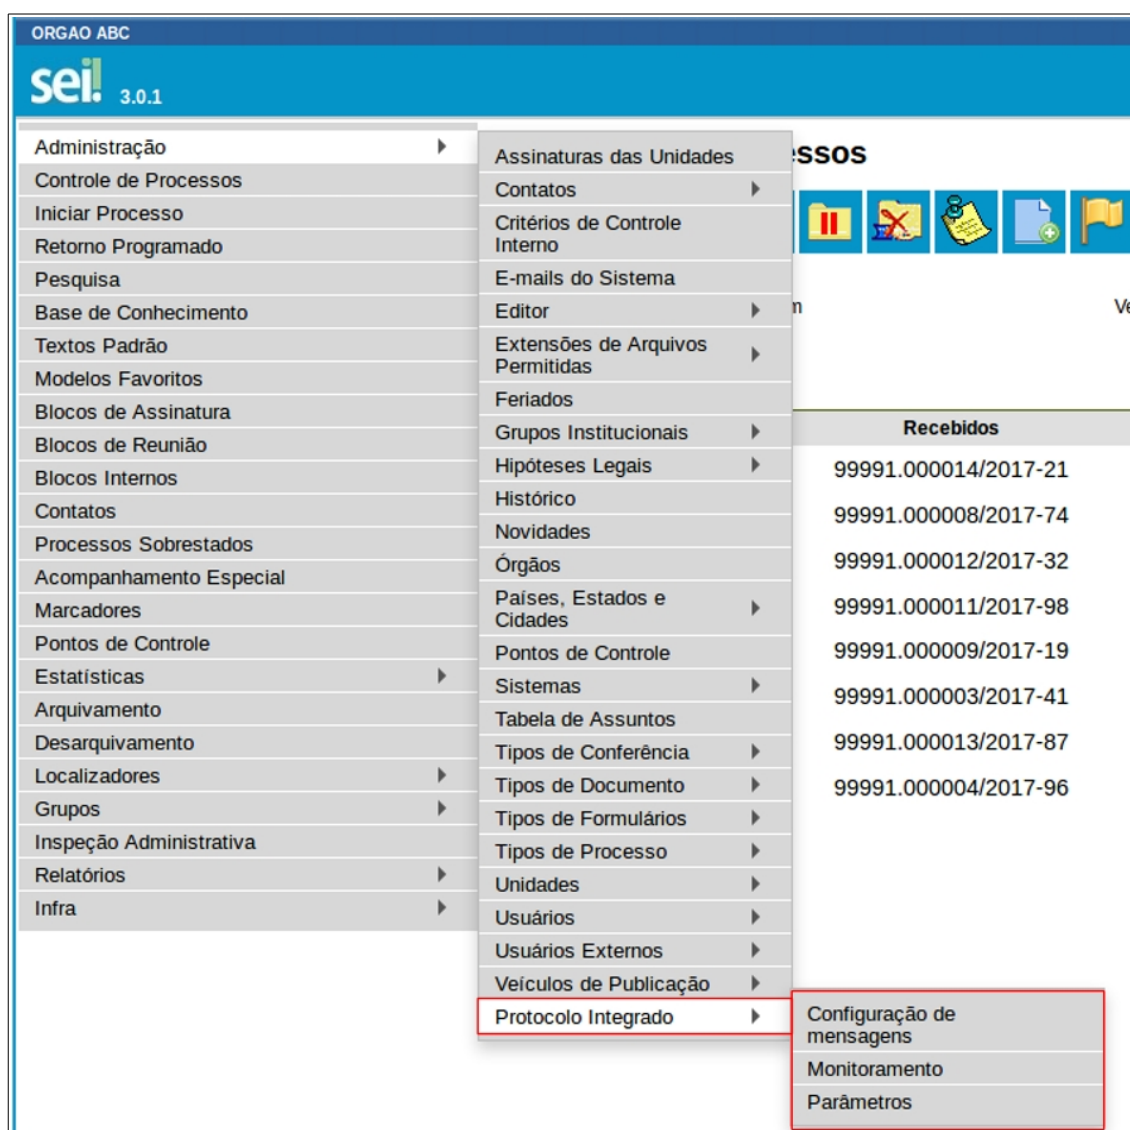 ORGAO ABC
sei! 3.0.1
Administração
Controle de Processos
Iniciar Processo
Retorno Programado
Pesquisa
Base de Conhecimento
Textos Padrão
Modelos Favoritos
Blocos de Assinatura
Blocos de Reunião
Blocos Internos
Contatos
Processos Sobrestados
Acompanhamento Especial
Marcadores
Pontos de Controle
Estatísticas
Arquivamento
Desarquivamento
Localizadores
Grupos
Inspeção Administrativa
Relatórios
Infra
Assinaturas das Unidades
Contatos
Critérios de Controle
Interno
E-mails do Sistema
Editor
Extensões de Arquivos
Permitidas
Feriados
Grupos Institucionais
Hipóteses Legais
Histórico
Novidades
Órgãos
Países, Estados e
Cidades
Pontos de Controle
Sistemas
Tabela de Assuntos
Tipos de Conferência
Tipos de Documento
Tipos de Formulários
Tipos de Processo
Unidades
Usuários
Usuários Externos
Veículos de Publicação
Protocolo Integrado
Configuração de
mensagens
Monitoramento
Parâmetros
Recebidos
99991.000014/2017-21
99991.000008/2017-74
99991.000012/2017-32
99991.000011/2017-98
99991.000009/2017-19
99991.000003/2017-41
99991.000013/2017-87
99991.000004/2017-96